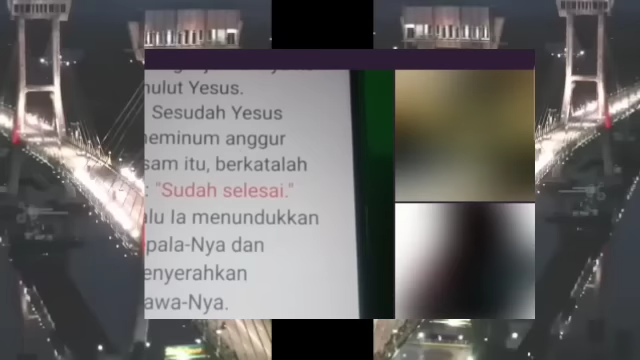 mulut Yesus.
Sesudah Yesus
meminum anggur
asam itu, berkatalah
"Sudah selesai."
Lalu Ia menundukkan
kepala-Nya dan
menyerahkan
nyawa-Nya.